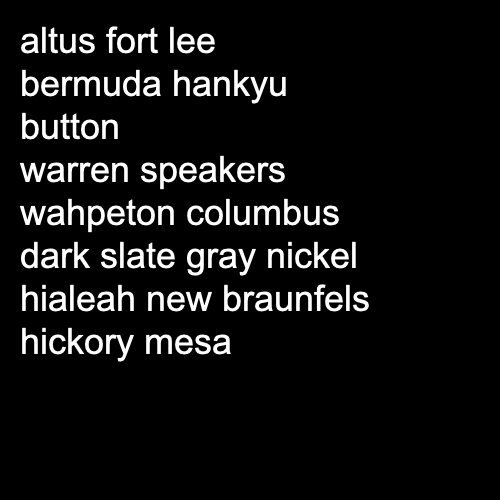 altus fort lee
bermuda hankyu
button
warren speakers
wahpeton columbus
dark slate gray nickel
hialeah new braunfels
hickory mesa